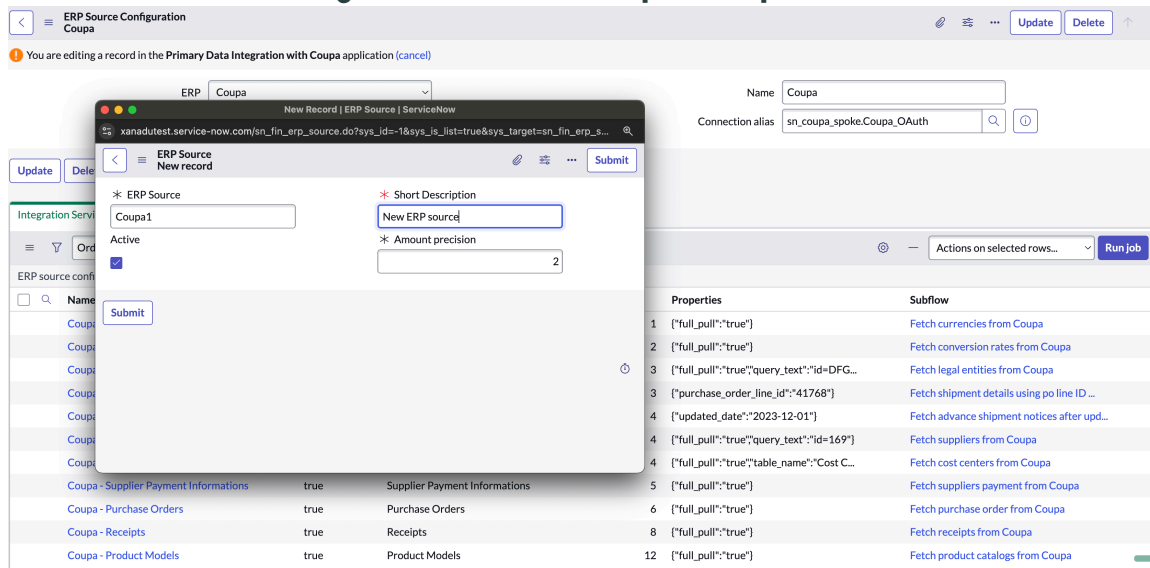 ERP Source Configuration
Coupa
Update
Delete
You are editing a record in the Primary Data Integration with Coupa application (cancel)
ERP
Coupa
Name
Coupa
Connection alias
sn_coupa_spoke.Coupa_OAuth
New Record | ERP Source | ServiceNow
xanadutest.service-now.com/sn_fin_erp_source.do?sys_id=-1&sys_is_list=true&sys_target=sn_fin_erp_s...
ERP Source
New record
Submit
* ERP Source
* Short Description
Coupa1
New ERP source
Active
* Amount precision
2
Submit
Update
Dele
Integration Servi
Ord
Actions on selected rows...
Run job
ERP source confi
Name
Properties
Subflow
Coupa
1
{"full_pull":"true"}
Fetch currencies from Coupa
Coupa
2
{"full_pull":"true"}
Fetch conversion rates from Coupa
Coupa
3
{"full_pull":"true","query_text":"id=DFG...
Fetch legal entities from Coupa
Coupa
3
{"purchase_order_line_id":"41768"}
Fetch shipment details using po line ID ...
Coupa
4
{"updated_date":"2023-12-01"}
Fetch advance shipment notices after upd...
Coupa
4
{"full_pull":"true","query_text":"id=169"}
Fetch suppliers from Coupa
Coupa
4
{"full_pull":"true","table_name":"Cost C...
Fetch cost centers from Coupa
Coupa - Supplier Payment Informations
true
Supplier Payment Informations
5
{"full_pull":"true"}
Fetch suppliers payment from Coupa
Coupa - Purchase Orders
true
Purchase Orders
6
{"full_pull":"true"}
Fetch purchase order from Coupa
Coupa - Receipts
true
Receipts
8
{"full_pull":"true"}
Fetch receipts from Coupa
Coupa - Product Models
true
Product Models
12
{"full_pull":"true"}
Fetch product catalogs from Coupa